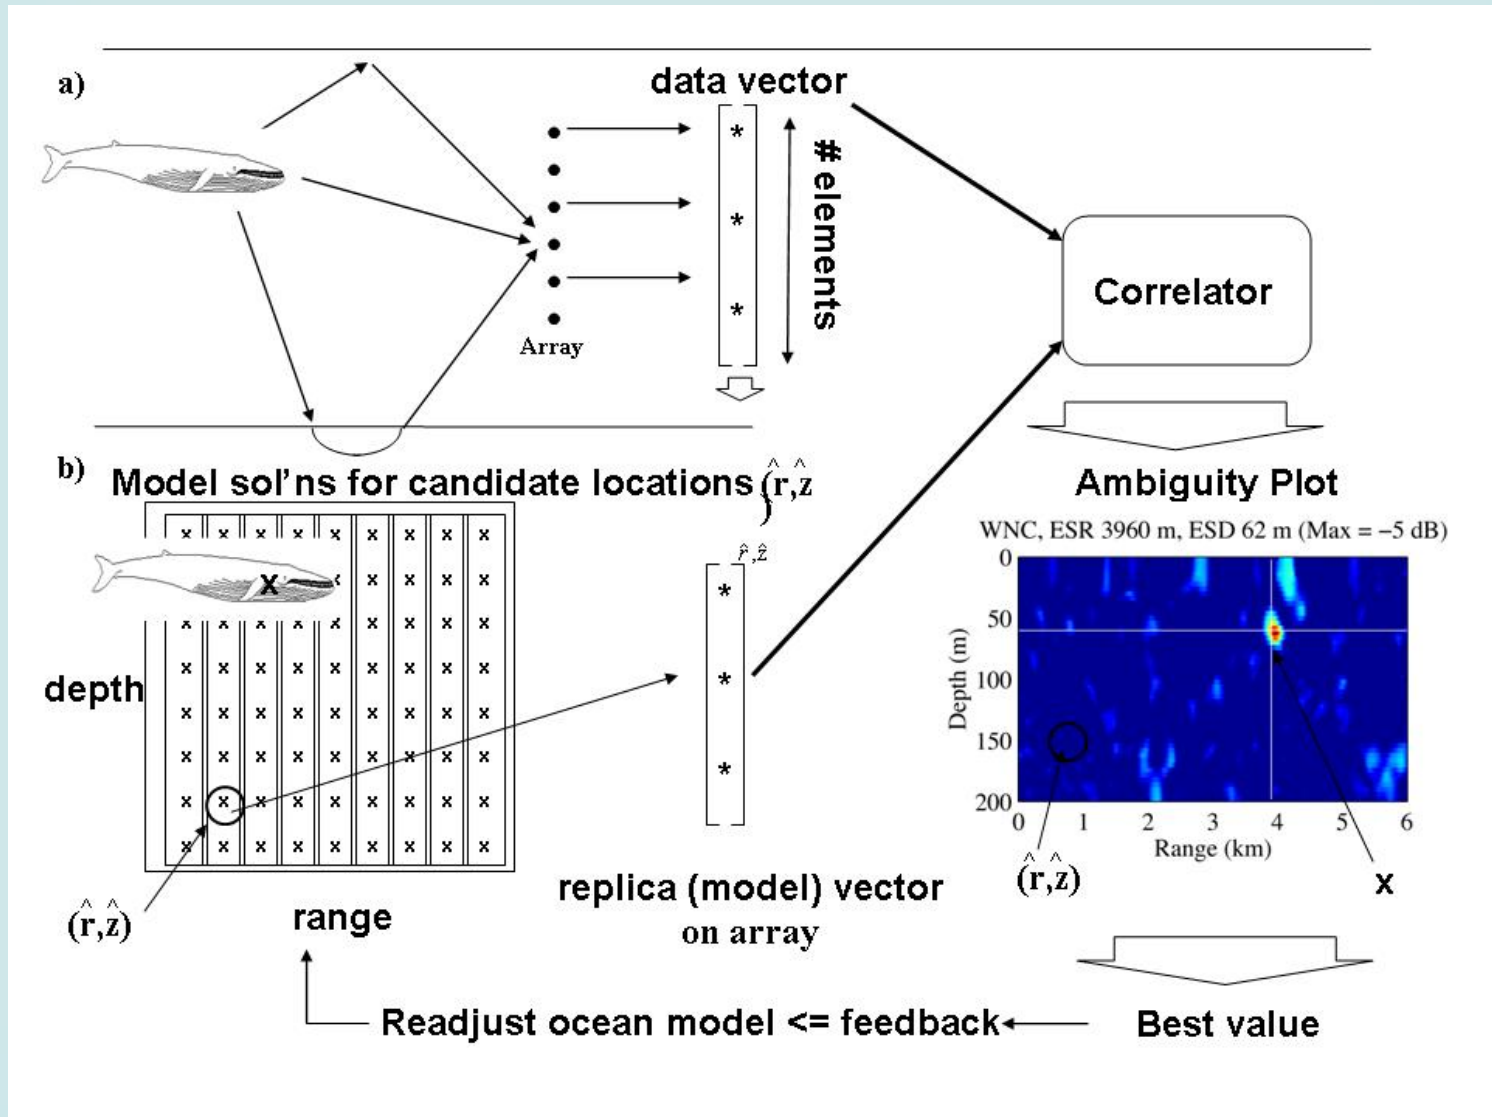 a)
data vector
*
*
*
# elements
Array
Correlator
b)
Model sol'ns for candidate locations (r̂,ẑ
r̂,ẑ
x x x x x x x x x
x x x x x x
x x x x x x x x x
x x x x x x x x x
x x x x x x x x x
x x x x x x x x x
x x x x x x x x x
x x x x x x x x x
depth
range
(r̂,ẑ)
*
*
*
replica (model) vector
on array
Ambiguity Plot
WNC, ESR 3960 m, ESD 62 m (Max = −5 dB)
0
50
100
150
200
Depth (m)
0 1 2 3 4 5 6
Range (km)
(r̂,ẑ)
x
Best value
Readjust ocean model <= feedback